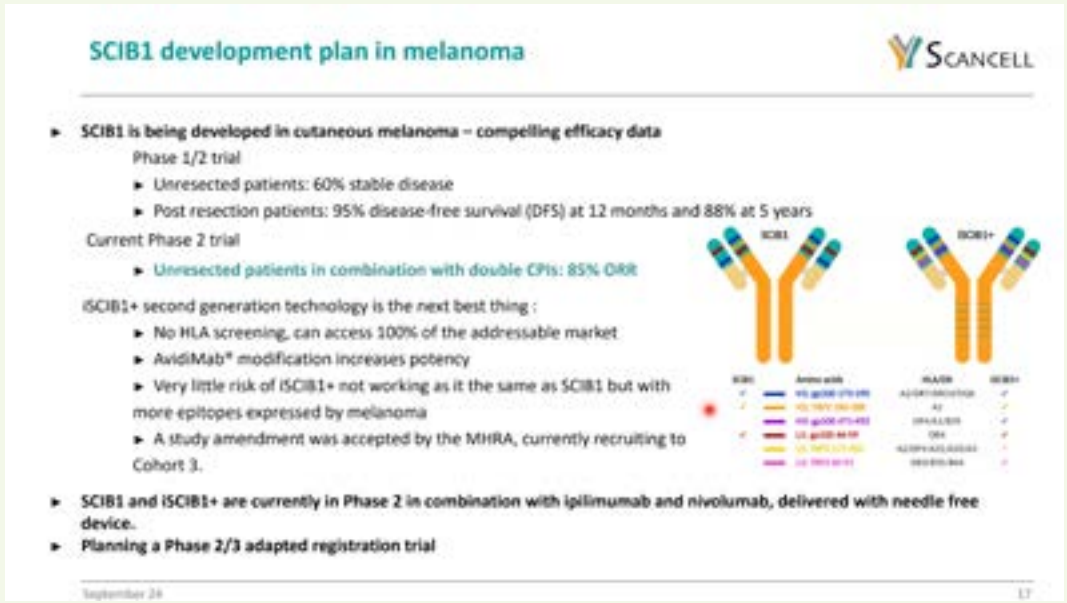 SCIB1 development plan in melanoma
SCANCELL
► SCIB1 is being developed in cutaneous melanoma – compelling efficacy data
Phase 1/2 trial
► Unresected patients: 60% stable disease
► Post resection patients: 95% disease-free survival (DFS) at 12 months and 88% at 5 years
Current Phase 2 trial
► Unresected patients in combination with double CPIs: 85% ORR
iSCIB1+ second generation technology is the next best thing :
► No HLA screening, can access 100% of the addressable market
► AvidiMab® modification increases potency
► Very little risk of iSCIB1+ not working as it the same as SCIB1 but with
more epitopes expressed by melanoma
► A study amendment was accepted by the MHRA, currently recruiting to
Cohort 3.
SCIB1
iSCIB1+
SCIB1 Amino acids HLA/DR iSCIB1+
► SCIB1 and iSCIB1+ are currently in Phase 2 in combination with ipilimumab and nivolumab, delivered with needle free
device.
► Planning a Phase 2/3 adapted registration trial
September 24
17